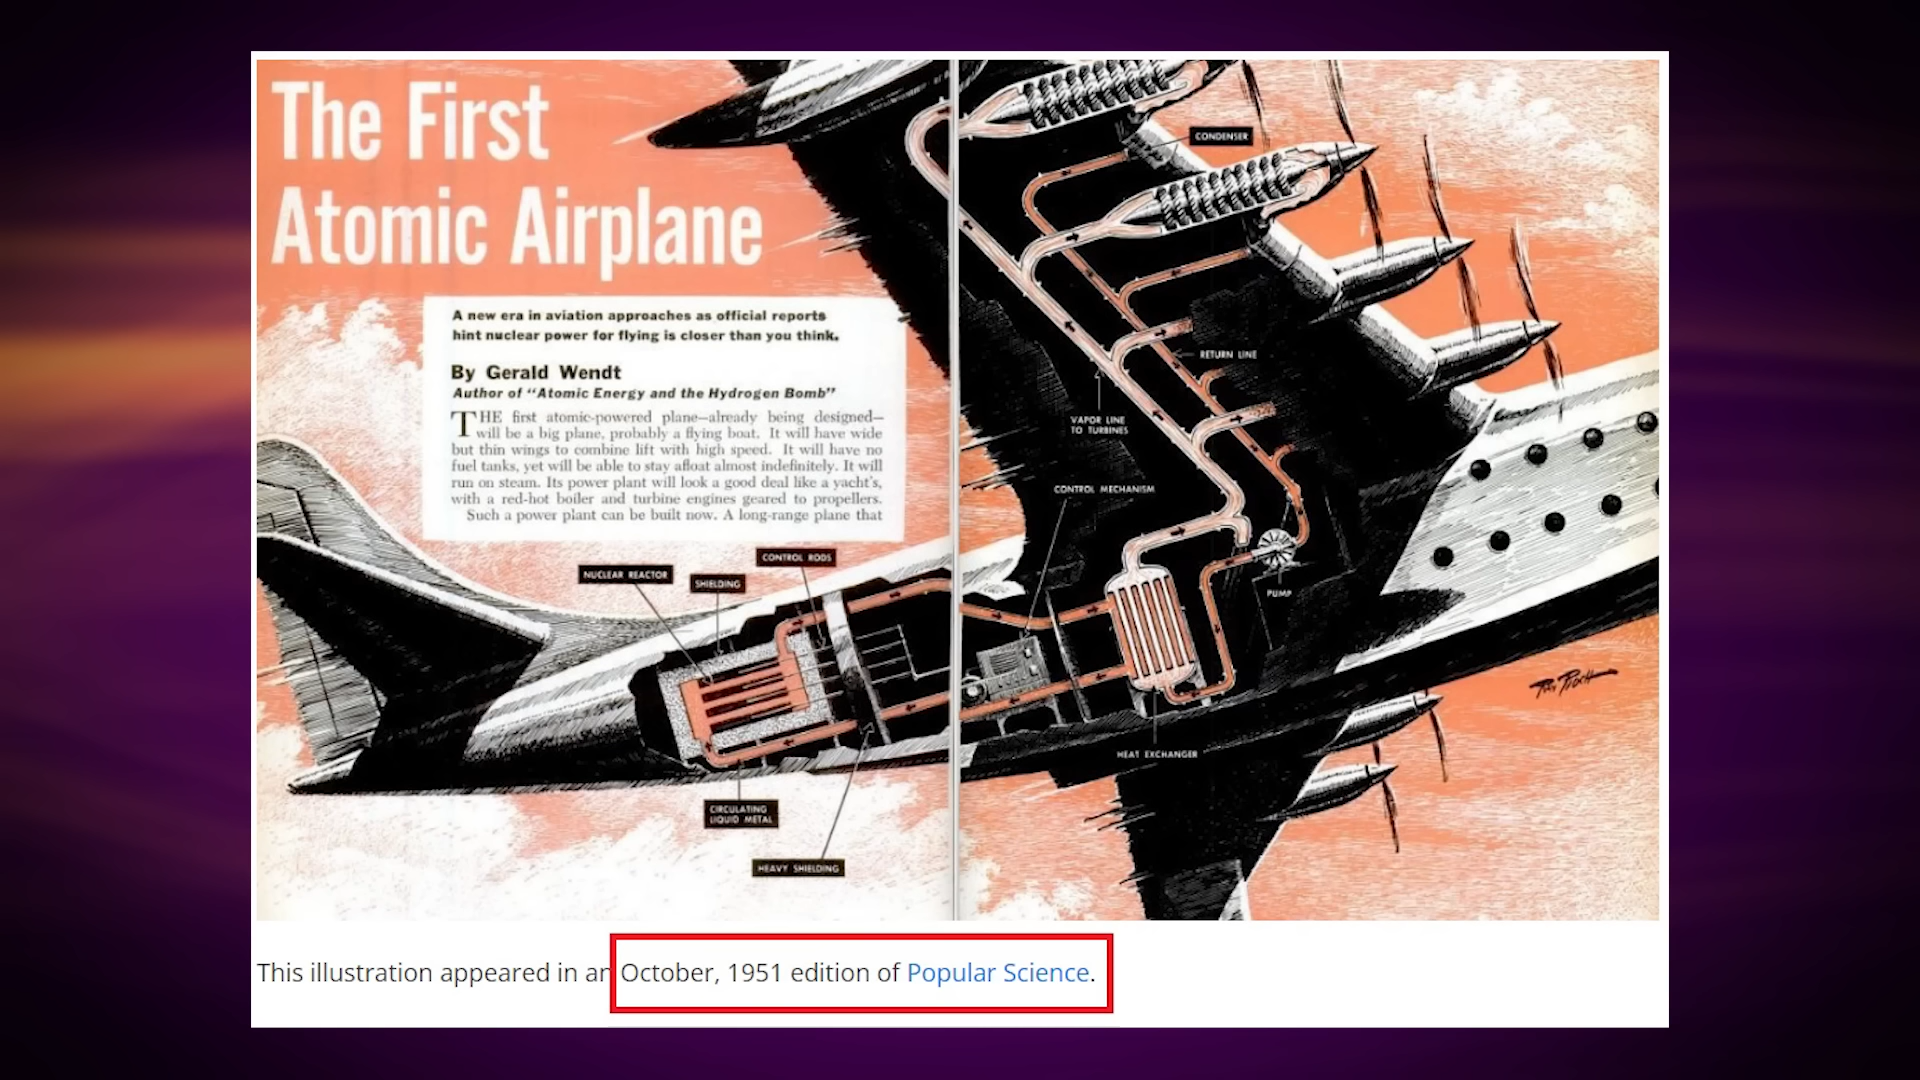 The First
Atomic Airplane
A new era in aviation approaches as official reports
hint nuclear power for flying is closer than you think.
By Gerald Wendt
Author of "Atomic Energy and the Hydrogen Bomb"
THE first atomic-powered plane—already being designed—
will be a big plane, probably a flying boat. It will have wide
but thin wings to combine lift with high speed. It will have no
fuel tanks, yet will be able to stay afloat almost indefinitely. It will
run on steam. Its power plant will look a good deal like a yacht's,
with a red-hot boiler and turbine engines geared to propellers.
Such a power plant can be built now. A long-range plane that
CONDENSER
RETURN LINE
VAPOR LINE
TO TURBINES
CONTROL MECHANISM
CONTROL RODS
NUCLEAR REACTOR
SHIELDING
PUMP
HEAT EXCHANGER
CIRCULATING
LIQUID METAL
HEAVY SHIELDING
This illustration appeared in an October, 1951 edition of Popular Science.